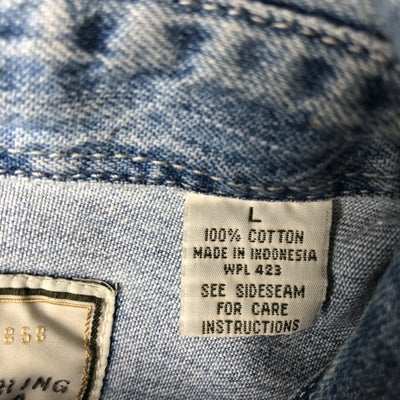 L
100% COTTON
MADE IN INDONESIA
WPL 423
SEE SIDESEAM
FOR CARE
INSTRUCTIONS